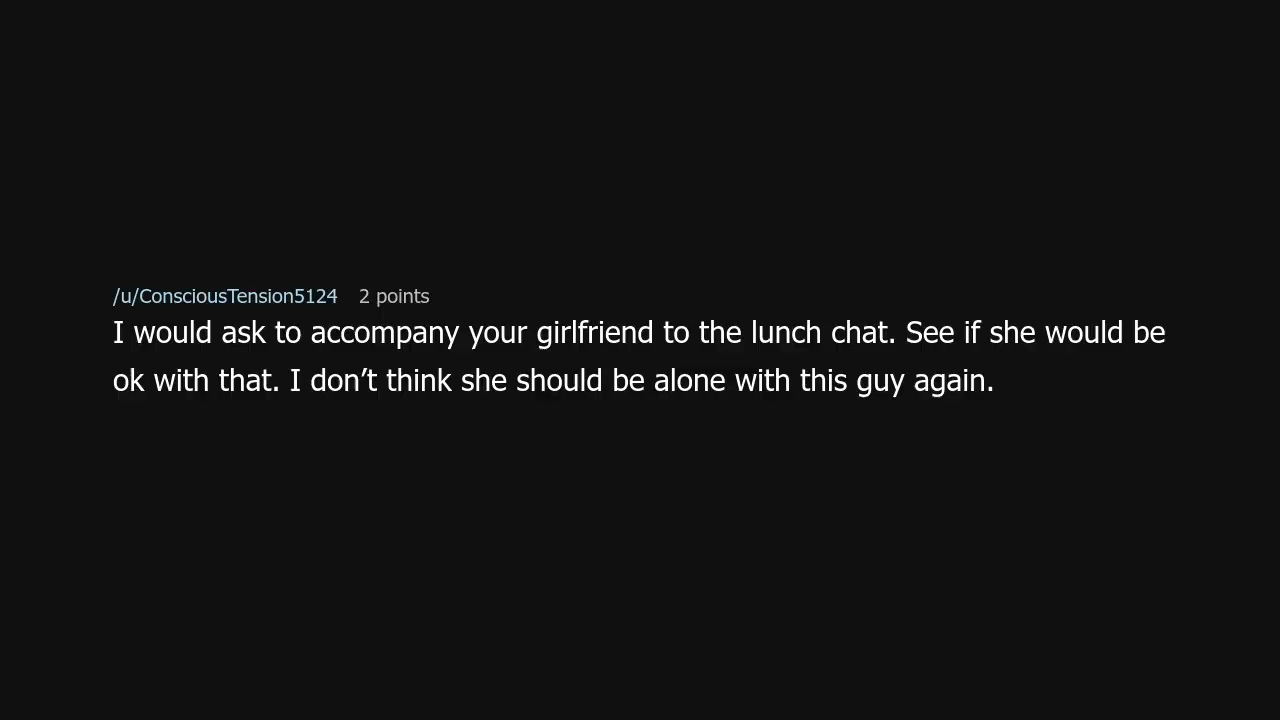 /u/ConsciousTension5124 2 points
I would ask to accompany your girlfriend to the lunch chat. See if she would be
ok with that. I don’t think she should be alone with this guy again.